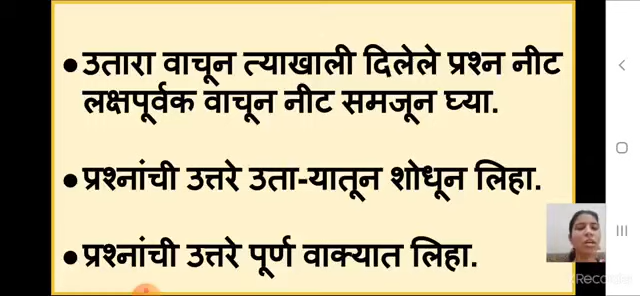 •उतारा वाचून त्याखाली दिलेले प्रश्न नीट
लक्षपूर्वक वाचून नीट समजून घ्या.
•प्रश्नांची उत्तरे उता-यातून शोधून लिहा.
•प्रश्नांची उत्तरे पूर्ण वाक्यात लिहा.